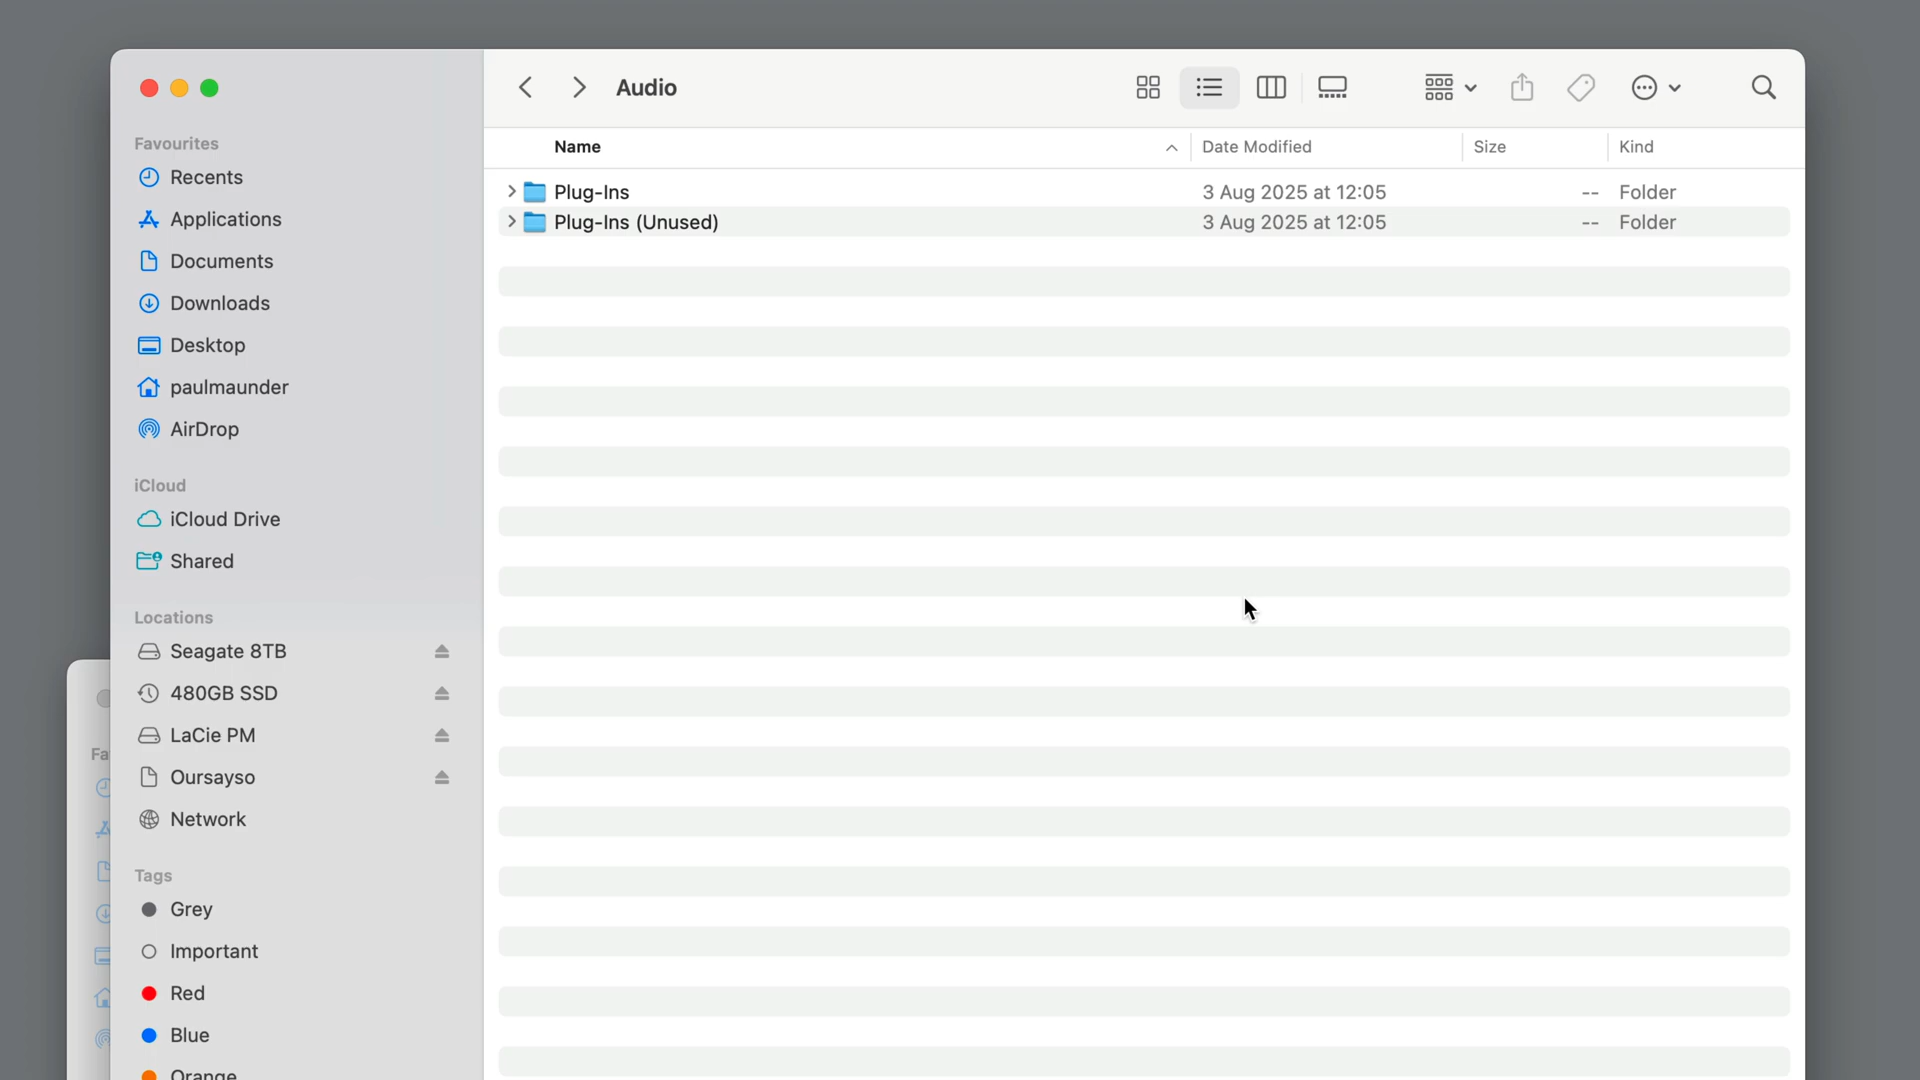 Audio
Name
Date Modified
Size
Kind
Plug-Ins
3 Aug 2025 at 12:05
--
Folder
Plug-Ins (Unused)
3 Aug 2025 at 12:05
--
Folder
Favourites
Recents
Applications
Documents
Downloads
Desktop
paulmaunder
AirDrop
iCloud
iCloud Drive
Shared
Locations
Seagate 8TB
480GB SSD
LaCie PM
Oursayso
Network
Tags
Grey
Important
Red
Blue
Orange
Fa